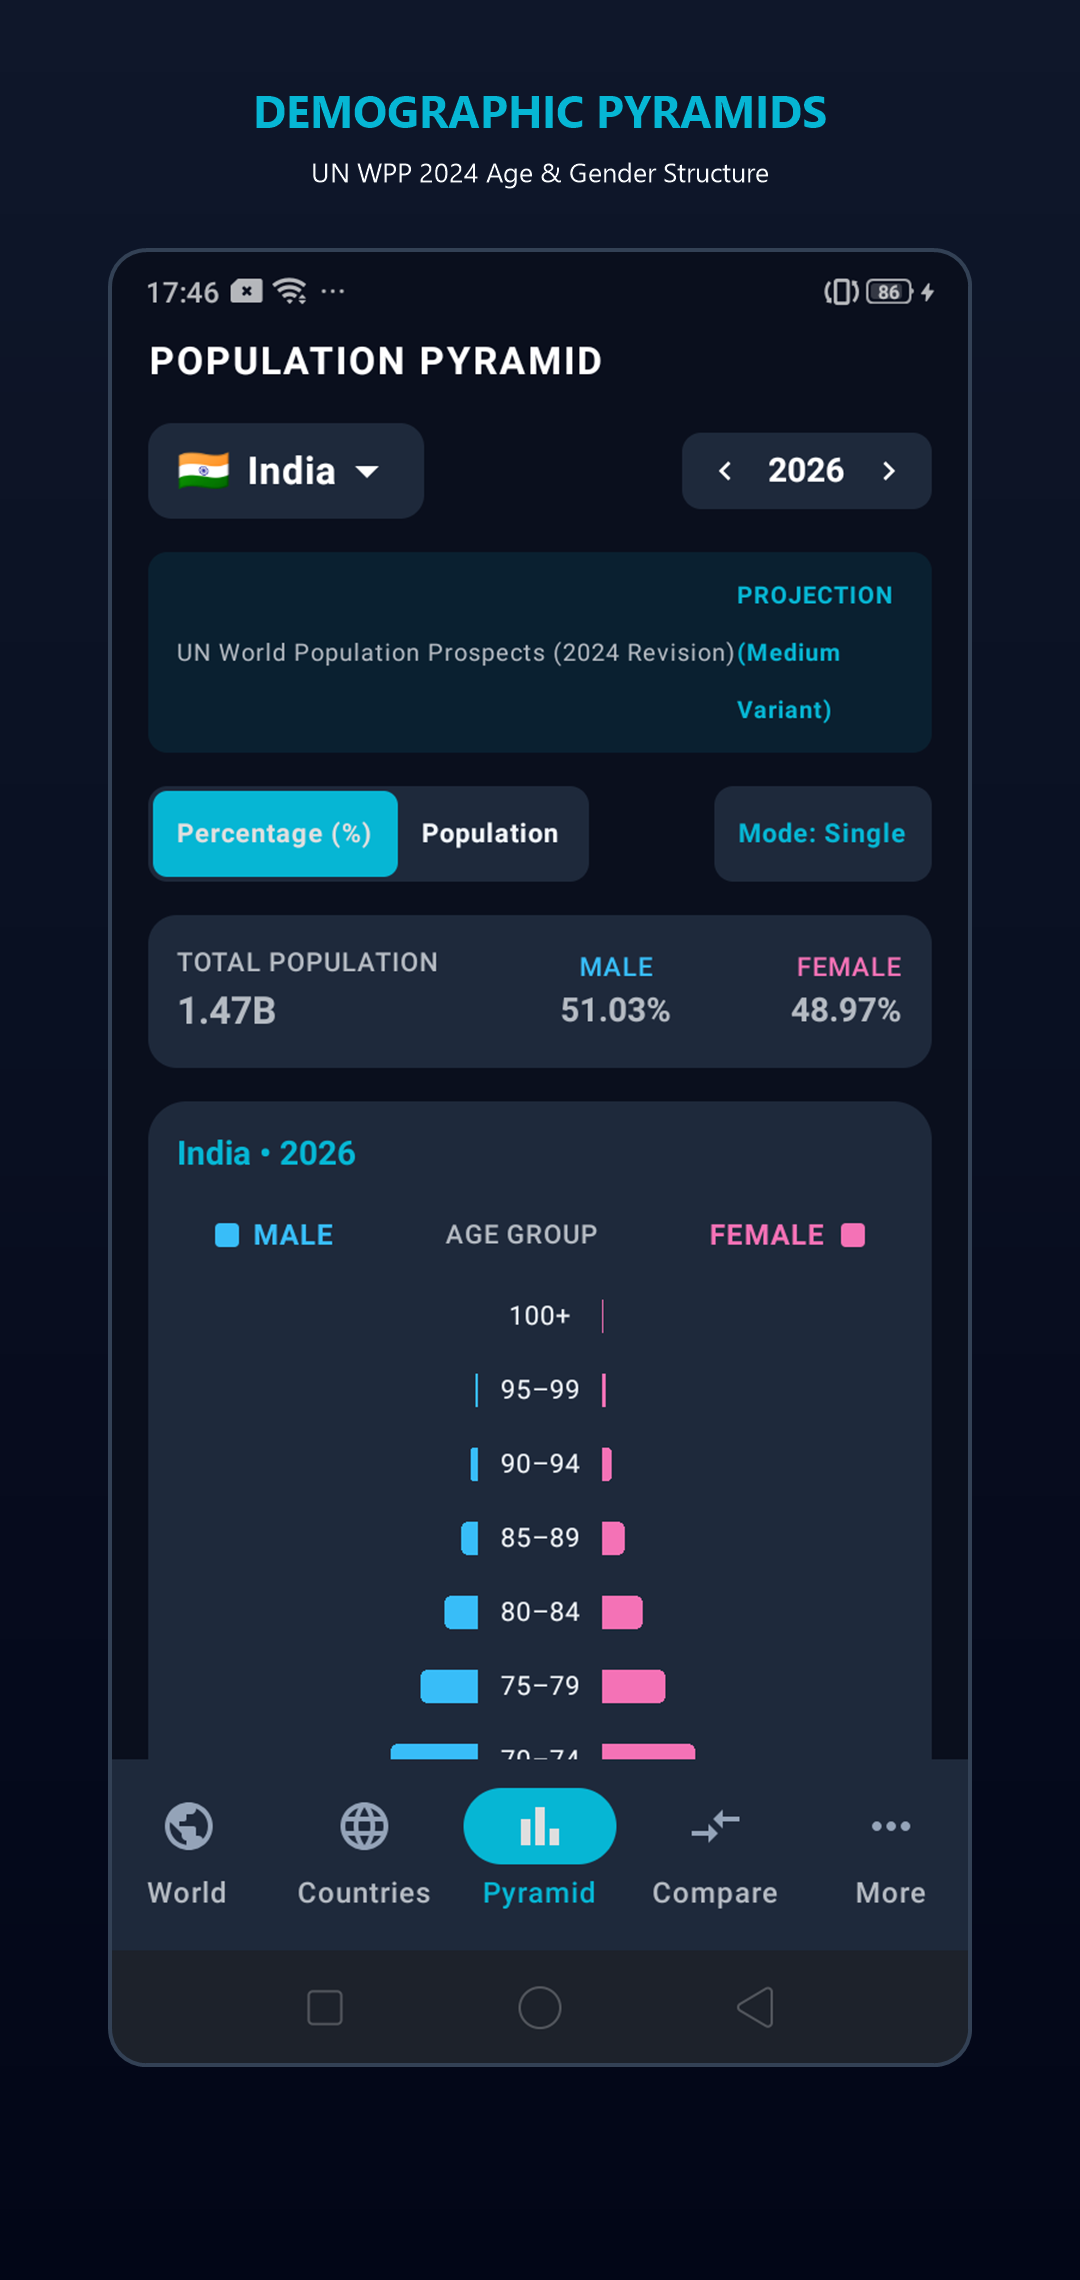 DEMOGRAPHIC PYRAMIDS
UN WPP 2024 Age & Gender Structure
17:46 86
POPULATION PYRAMID
India 2026
UN World Population Prospects (2024 Revision)
PROJECTION
(Medium
Variant)
Percentage (%) Population Mode: Single
TOTAL POPULATION MALE FEMALE
1.47B 51.03% 48.97%
India • 2026
MALE AGE GROUP FEMALE
100+
95–99
90–94
85–89
80–84
75–79
70–74
World Countries Pyramid Compare More